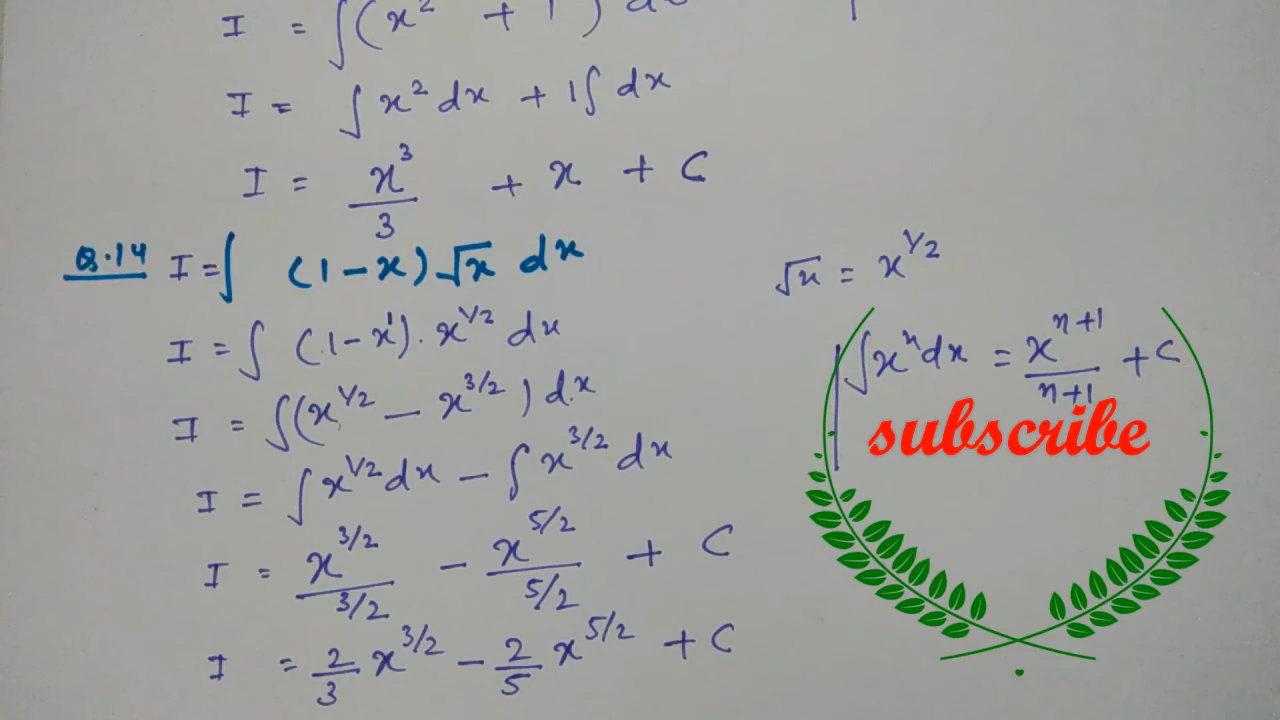 I = ∫(x² + 1) dx
I = ∫ x² dx + 1∫ dx
I = x³/3 + x + C
Q.14 I = ∫ (1-x) √x dx
√x = x^1/2
I = ∫ (1-x¹). x^1/2 dx
∫xⁿdx = x^n+1/n+1 + C
I = ∫(x^1/2 - x^3/2) dx
subscribe
I = ∫ x^1/2 dx - ∫ x^3/2 dx
I = x^3/2/3/2 - x^5/2/5/2 + C
I = 2/3 x^3/2 - 2/5 x^5/2 + C